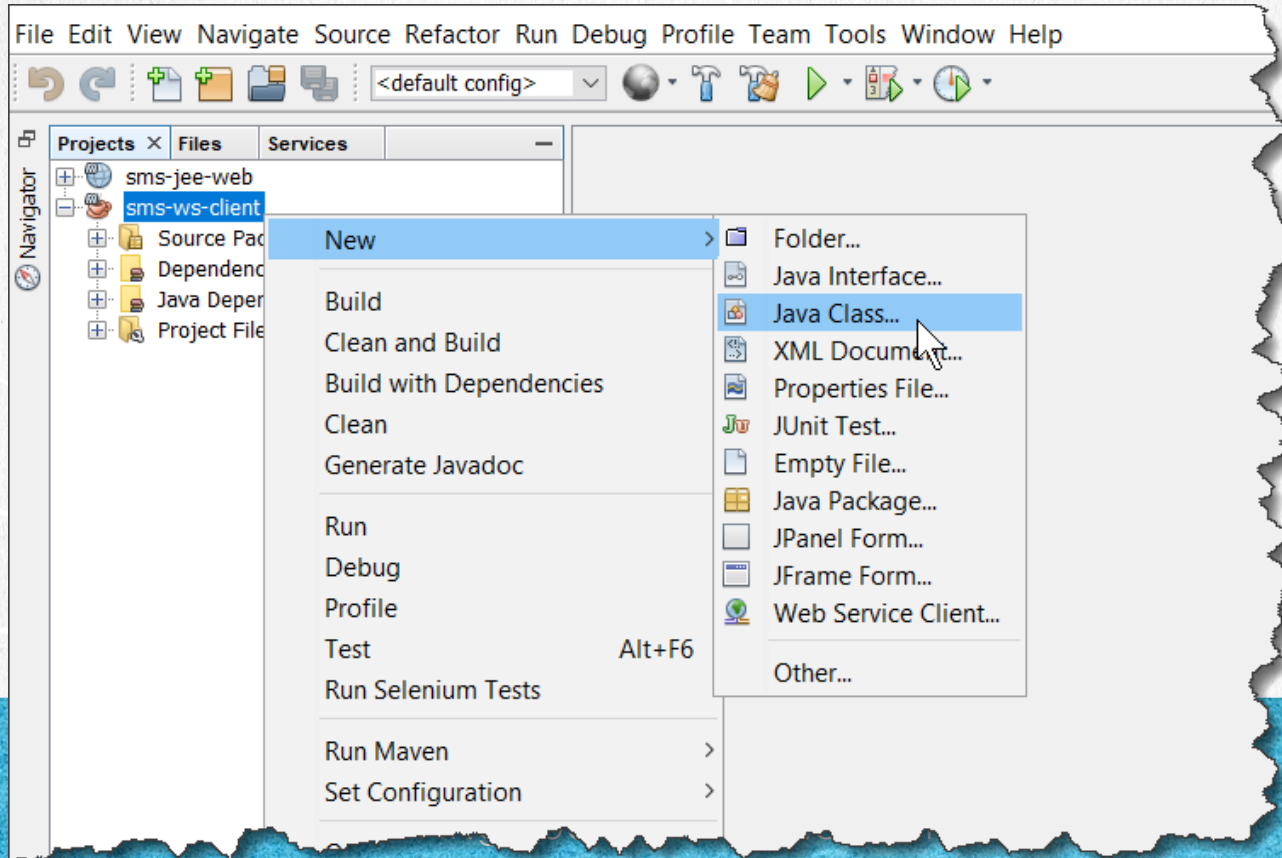 File Edit View Navigate Source Refactor Run Debug Profile Team Tools Window Help
<default config>
Projects Files Services
Navigator
sms-jee-web
sms-ws-client
Source Pac
Dependenc
Java Deper
Project File
New
Build
Clean and Build
Build with Dependencies
Clean
Generate Javadoc
Run
Debug
Profile
Test Alt+F6
Run Selenium Tests
Run Maven
Set Configuration
Folder...
Java Interface...
Java Class...
XML Document...
Properties File...
JUnit Test...
Empty File...
Java Package...
JPanel Form...
JFrame Form...
Web Service Client...
Other...